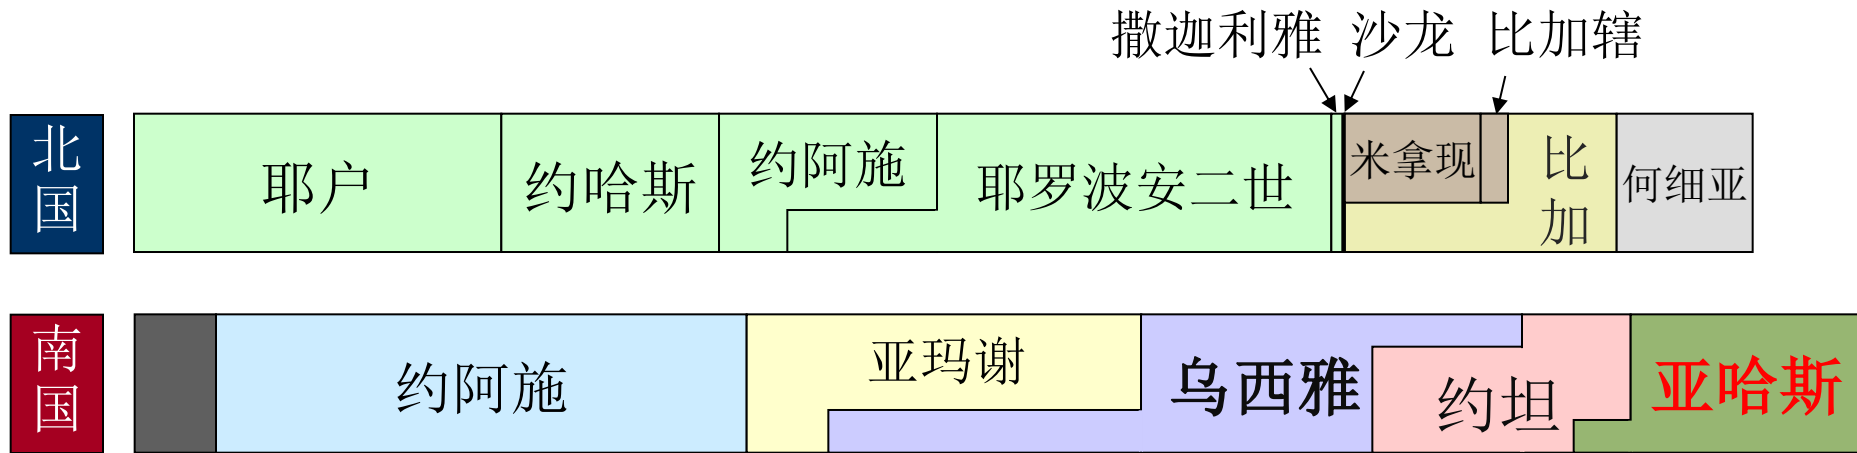 撒迦利雅 沙龙 比加辖
北国
耶户
约哈斯
约阿施
耶罗波安二世
米拿现
比加
何细亚
南国
约阿施
亚玛谢
乌西雅
约坦
亚哈斯